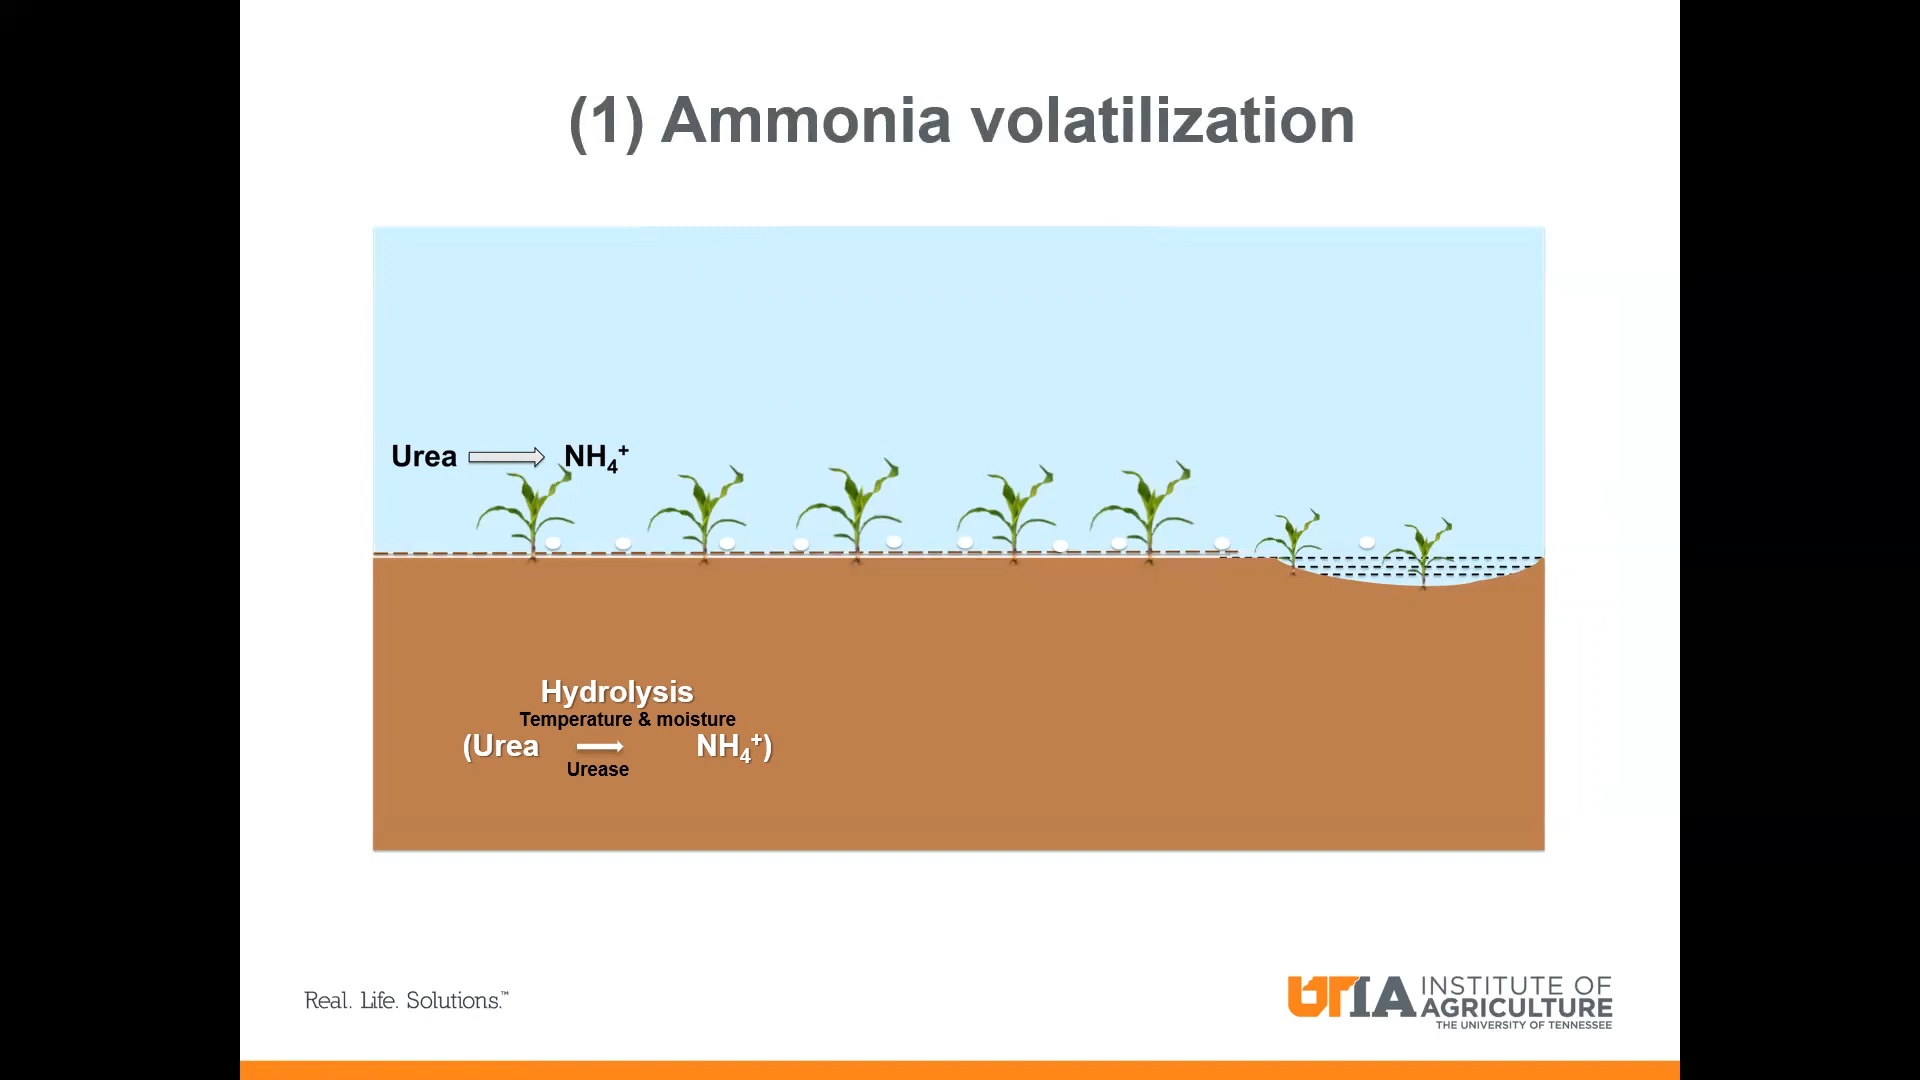 (1) Ammonia volatilization
Urea NH₄⁺
Hydrolysis
Temperature & moisture
(Urea NH₄⁺)
Urease
Real. Life. Solutions.™
UTIA INSTITUTE OF
AGRICULTURE
THE UNIVERSITY OF TENNESSEE